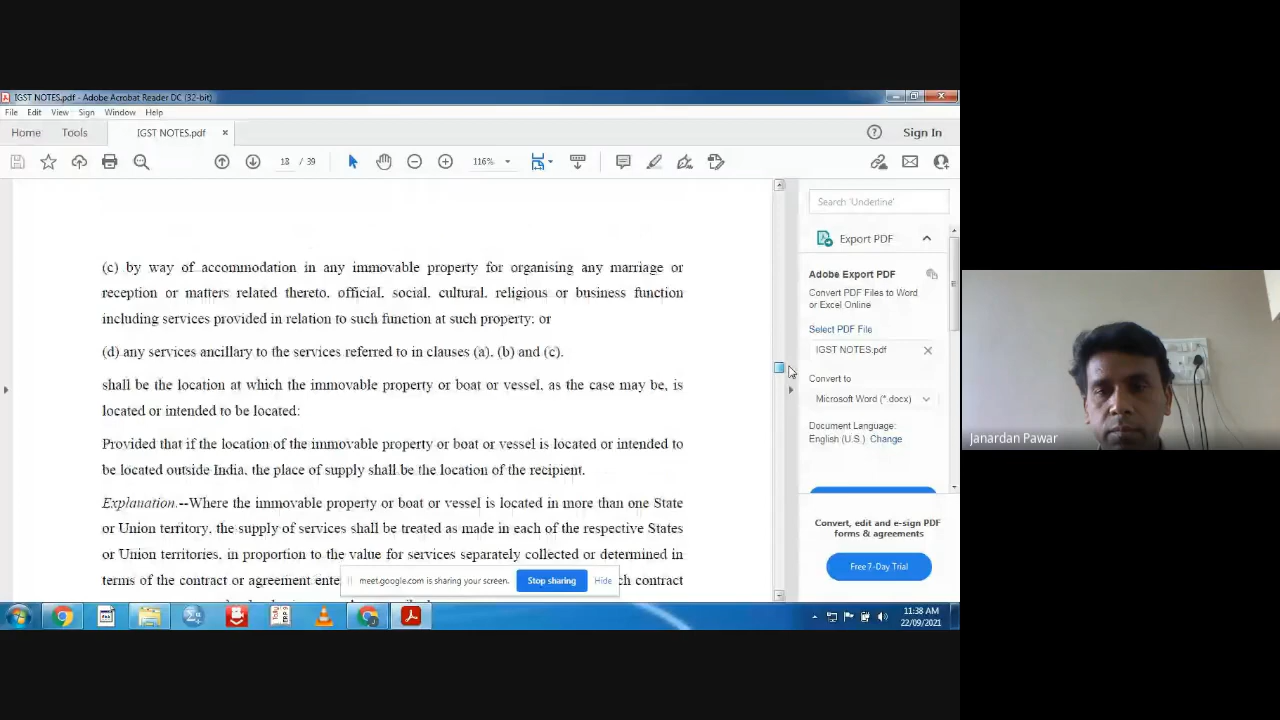 IGST NOTES.pdf - Adobe Acrobat Reader DC (32-bit)
File Edit View Sign Window Help
Home Tools IGST NOTES.pdf × Sign In
18 / 39 116%
Search 'Underline'
Export PDF
Adobe Export PDF
Convert PDF Files to Word
or Excel Online
Select PDF File
IGST NOTES.pdf
Convert to
Microsoft Word (*.docx)
Document Language:
English (U.S.) Change
Convert, edit and e-sign PDF
forms & agreements
Free 7-Day Trial
(c) by way of accommodation in any immovable property for organising any marriage or
reception or matters related thereto, official, social, cultural, religious or business function
including services provided in relation to such function at such property; or
(d) any services ancillary to the services referred to in clauses (a), (b) and (c),
shall be the location at which the immovable property or boat or vessel, as the case may be, is
located or intended to be located:
Provided that if the location of the immovable property or boat or vessel is located or intended to
be located outside India, the place of supply shall be the location of the recipient.
Explanation.--Where the immovable property or boat or vessel is located in more than one State
or Union territory, the supply of services shall be treated as made in each of the respective States
or Union territories, in proportion to the value for services separately collected or determined in
terms of the contract or agreement contract
meet.google.com is sharing your screen. Stop sharing Hide
11:38 AM
22/09/2021
Janardan Pawar